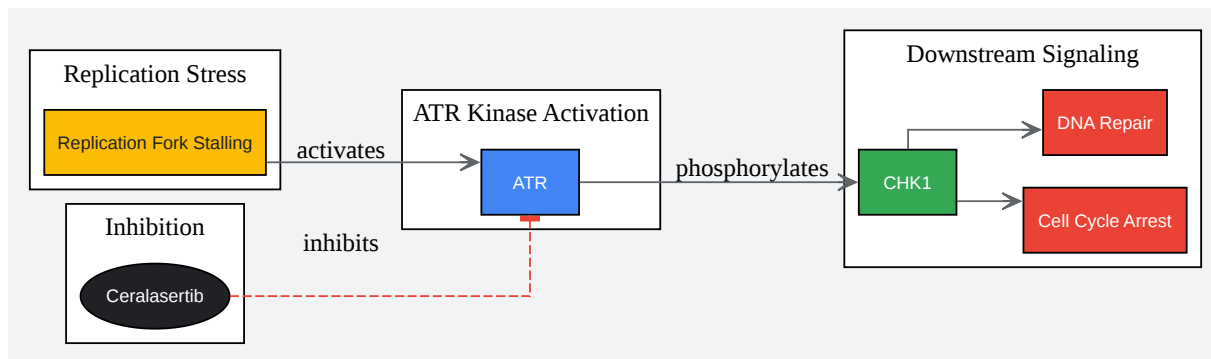 Replication Stress
Replication Fork Stalling
activates
Inhibition
Ceralasertib
inhibits
ATR Kinase Activation
ATR
phosphorylates
Downstream Signaling
CHK1
DNA Repair
Cell Cycle Arrest